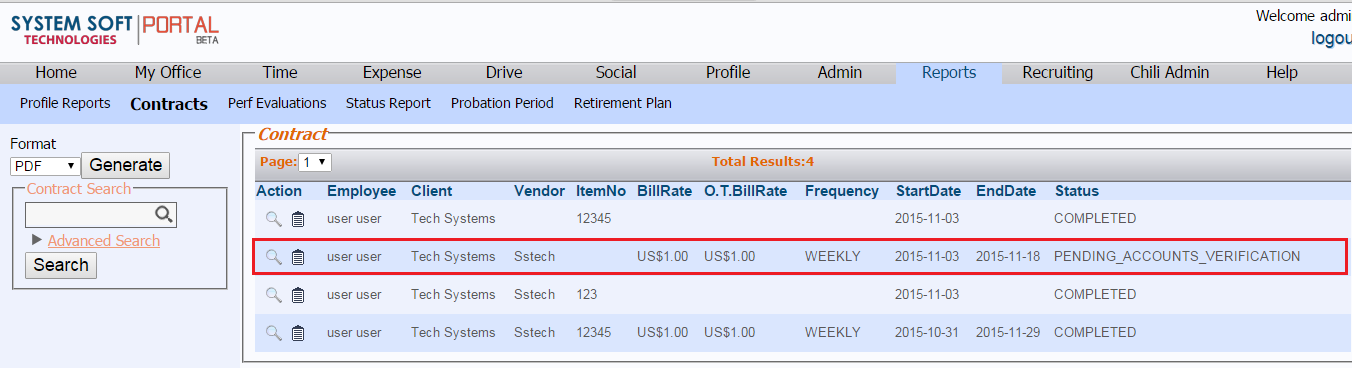 SYSTEM SOFT TECHNOLOGIES PORTAL BETA
Welcome admi
logou
Home My Office Time Expense Drive Social Profile Admin Reports Recruiting Chili Admin Help
Profile Reports Contracts Perf Evaluations Status Report Probation Period Retirement Plan
Format
PDF Generate
Contract Search
Advanced Search
Search
Contract
Page: 1 Total Results:4
Action Employee Client Vendor ItemNo BillRate O.T.BillRate Frequency StartDate EndDate Status
user user Tech Systems 12345 2015-11-03 COMPLETED
user user Tech Systems Sstech US$1.00 US$1.00 WEEKLY 2015-11-03 2015-11-18 PENDING_ACCOUNTS_VERIFICATION
user user Tech Systems Sstech 123 2015-11-03 COMPLETED
user user Tech Systems Sstech 12345 US$1.00 US$1.00 WEEKLY 2015-10-31 2015-11-29 COMPLETED